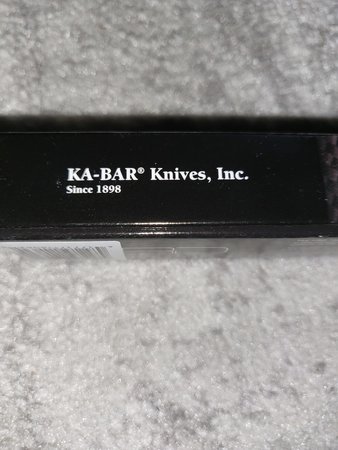 KA-BAR® Knives, Inc.
Since 1898